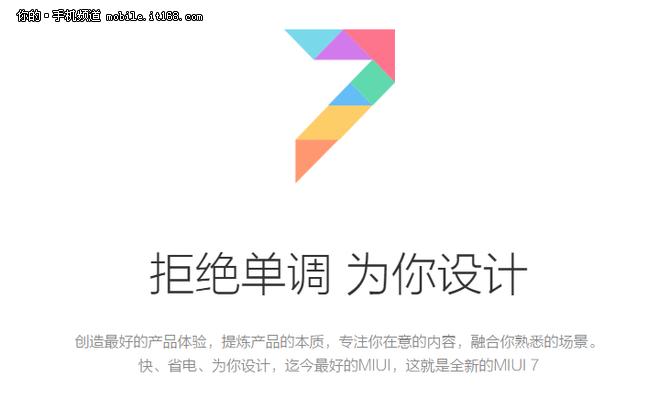 你的·手机频道 mobile.it168.com
拒绝单调 为你设计
创造最好的产品体验，提炼产品的本质，专注你在意的内容，融合你熟悉的场景。
快、省电、为你设计，迄今最好的MIUI，这就是全新的MIUI 7